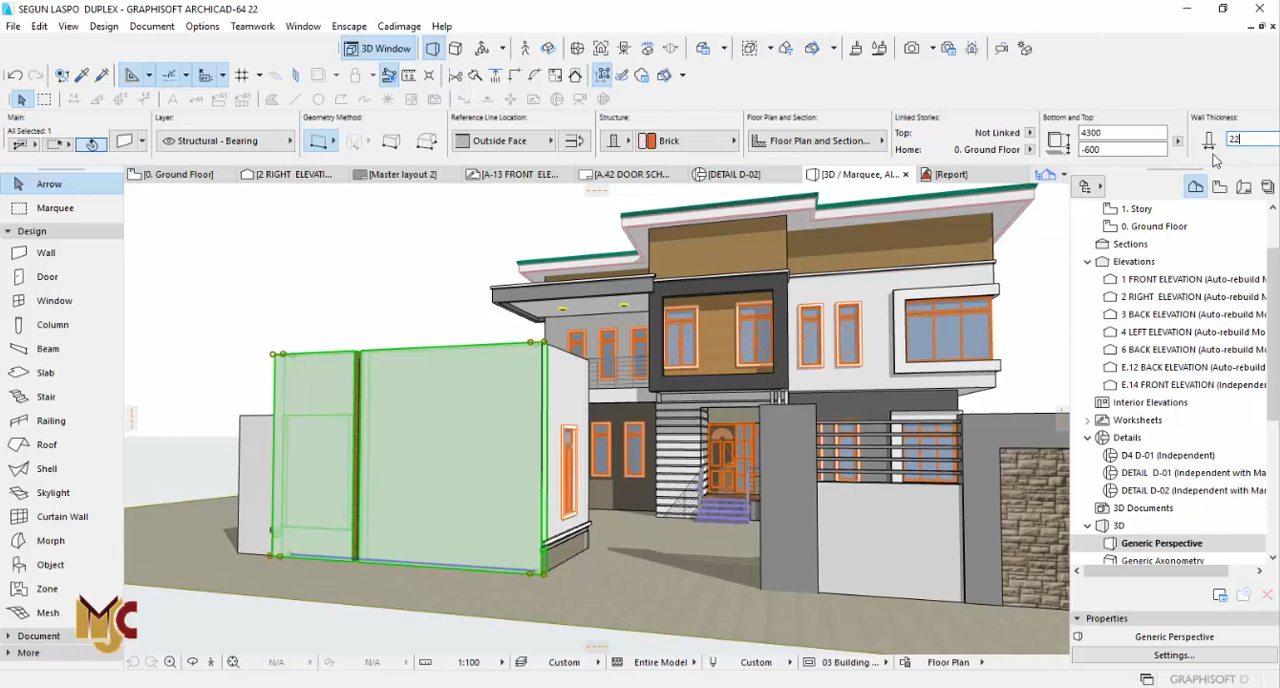 SEGUN LASPO  DUPLEX - GRAPHISOFT ARCHICAD-64 22
File Edit View Design Document Options Teamwork Window Enscape Cadimage Help
3D Window
Main: Layer: Geometry Method: Reference Line Location: Structure: Floor Plan and Section: Linked Stories: Bottom and Top: Wall Thickness:
All Selected: 1
Structural - Bearing
Outside Face
Brick
Floor Plan and Section...
Top: Not Linked
Home: 0. Ground Floor
4300
-600
22
[0. Ground Floor] [2 RIGHT ELEVATI... [Master layout 2] [A-13 FRONT ELE... [A.42 DOOR SCH... [DETAIL D-02] [3D / Marquee, Al... [Report]
Arrow
Marquee
Design
Wall
Door
Window
Column
Beam
Slab
Stair
Railing
Roof
Shell
Skylight
Curtain Wall
Morph
Object
Zone
Mesh
Document
More
MSC
1. Story
0. Ground Floor
Sections
Elevations
1 FRONT ELEVATION (Auto-rebuild M
2 RIGHT ELEVATION (Auto-rebuild M
3 BACK ELEVATION (Auto-rebuild Mo
4 LEFT ELEVATION (Auto-rebuild Mo
6 BACK ELEVATION (Auto-rebuild Mo
E.12 BACK ELEVATION (Auto-rebuild
E.14 FRONT ELEVATION (Independer
Interior Elevations
Worksheets
Details
D4 D-01 (Independent)
DETAIL D-01 (Independent with Mar
DETAIL D-02 (Independent with Mar
3D Documents
3D
Generic Perspective
Generic Axonometry
Properties
Generic Perspective
Settings...
N/A N/A 1:100 Custom Entire Model Custom 03 Building ... Floor Plan
GRAPHISOFT ID